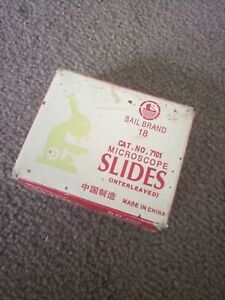 SAIL BRAND
18
CAT. NO. 7101
MICROSCOPE
SLIDES
(INTERLEAVED)
中国制造 MADE IN CHINA